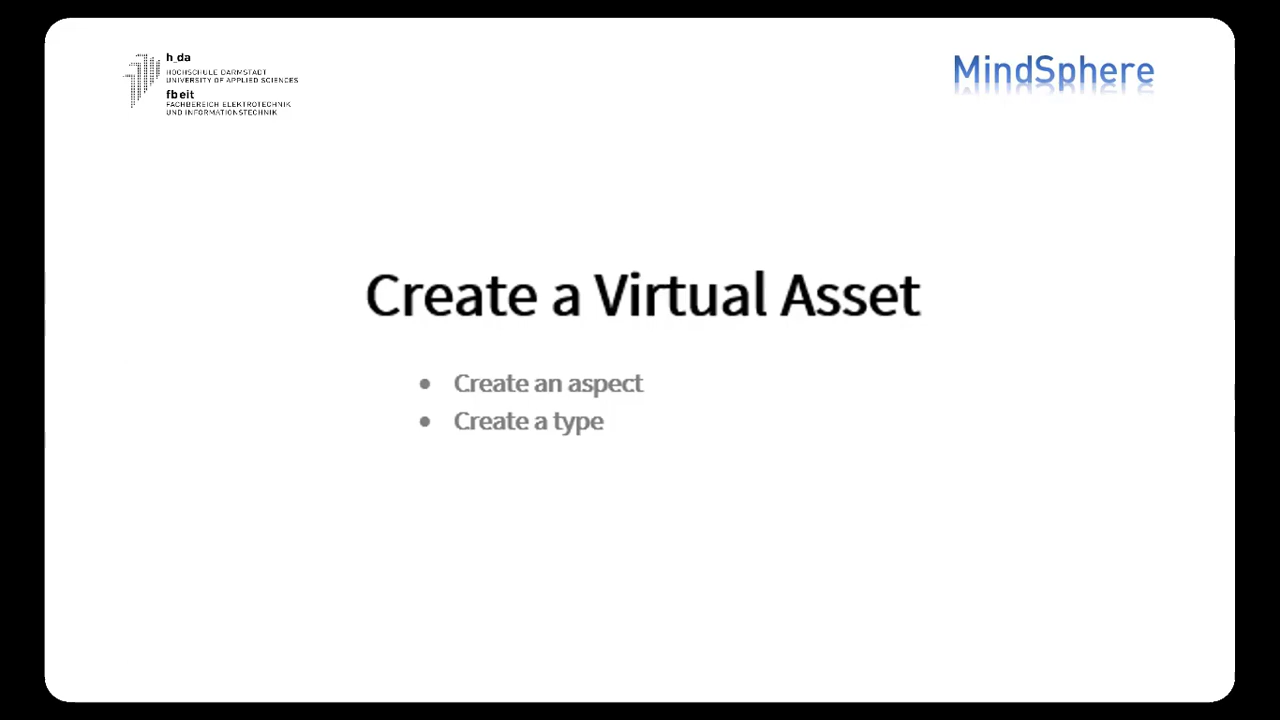 h_da
HOCHSCHULE DARMSTADT
UNIVERSITY OF APPLIED SCIENCES
fbeit
FACHBEREICH ELEKTROTECHNIK
UND INFORMATIONSTECHNIK
MindSphere
Create a Virtual Asset
• Create an aspect
• Create a type